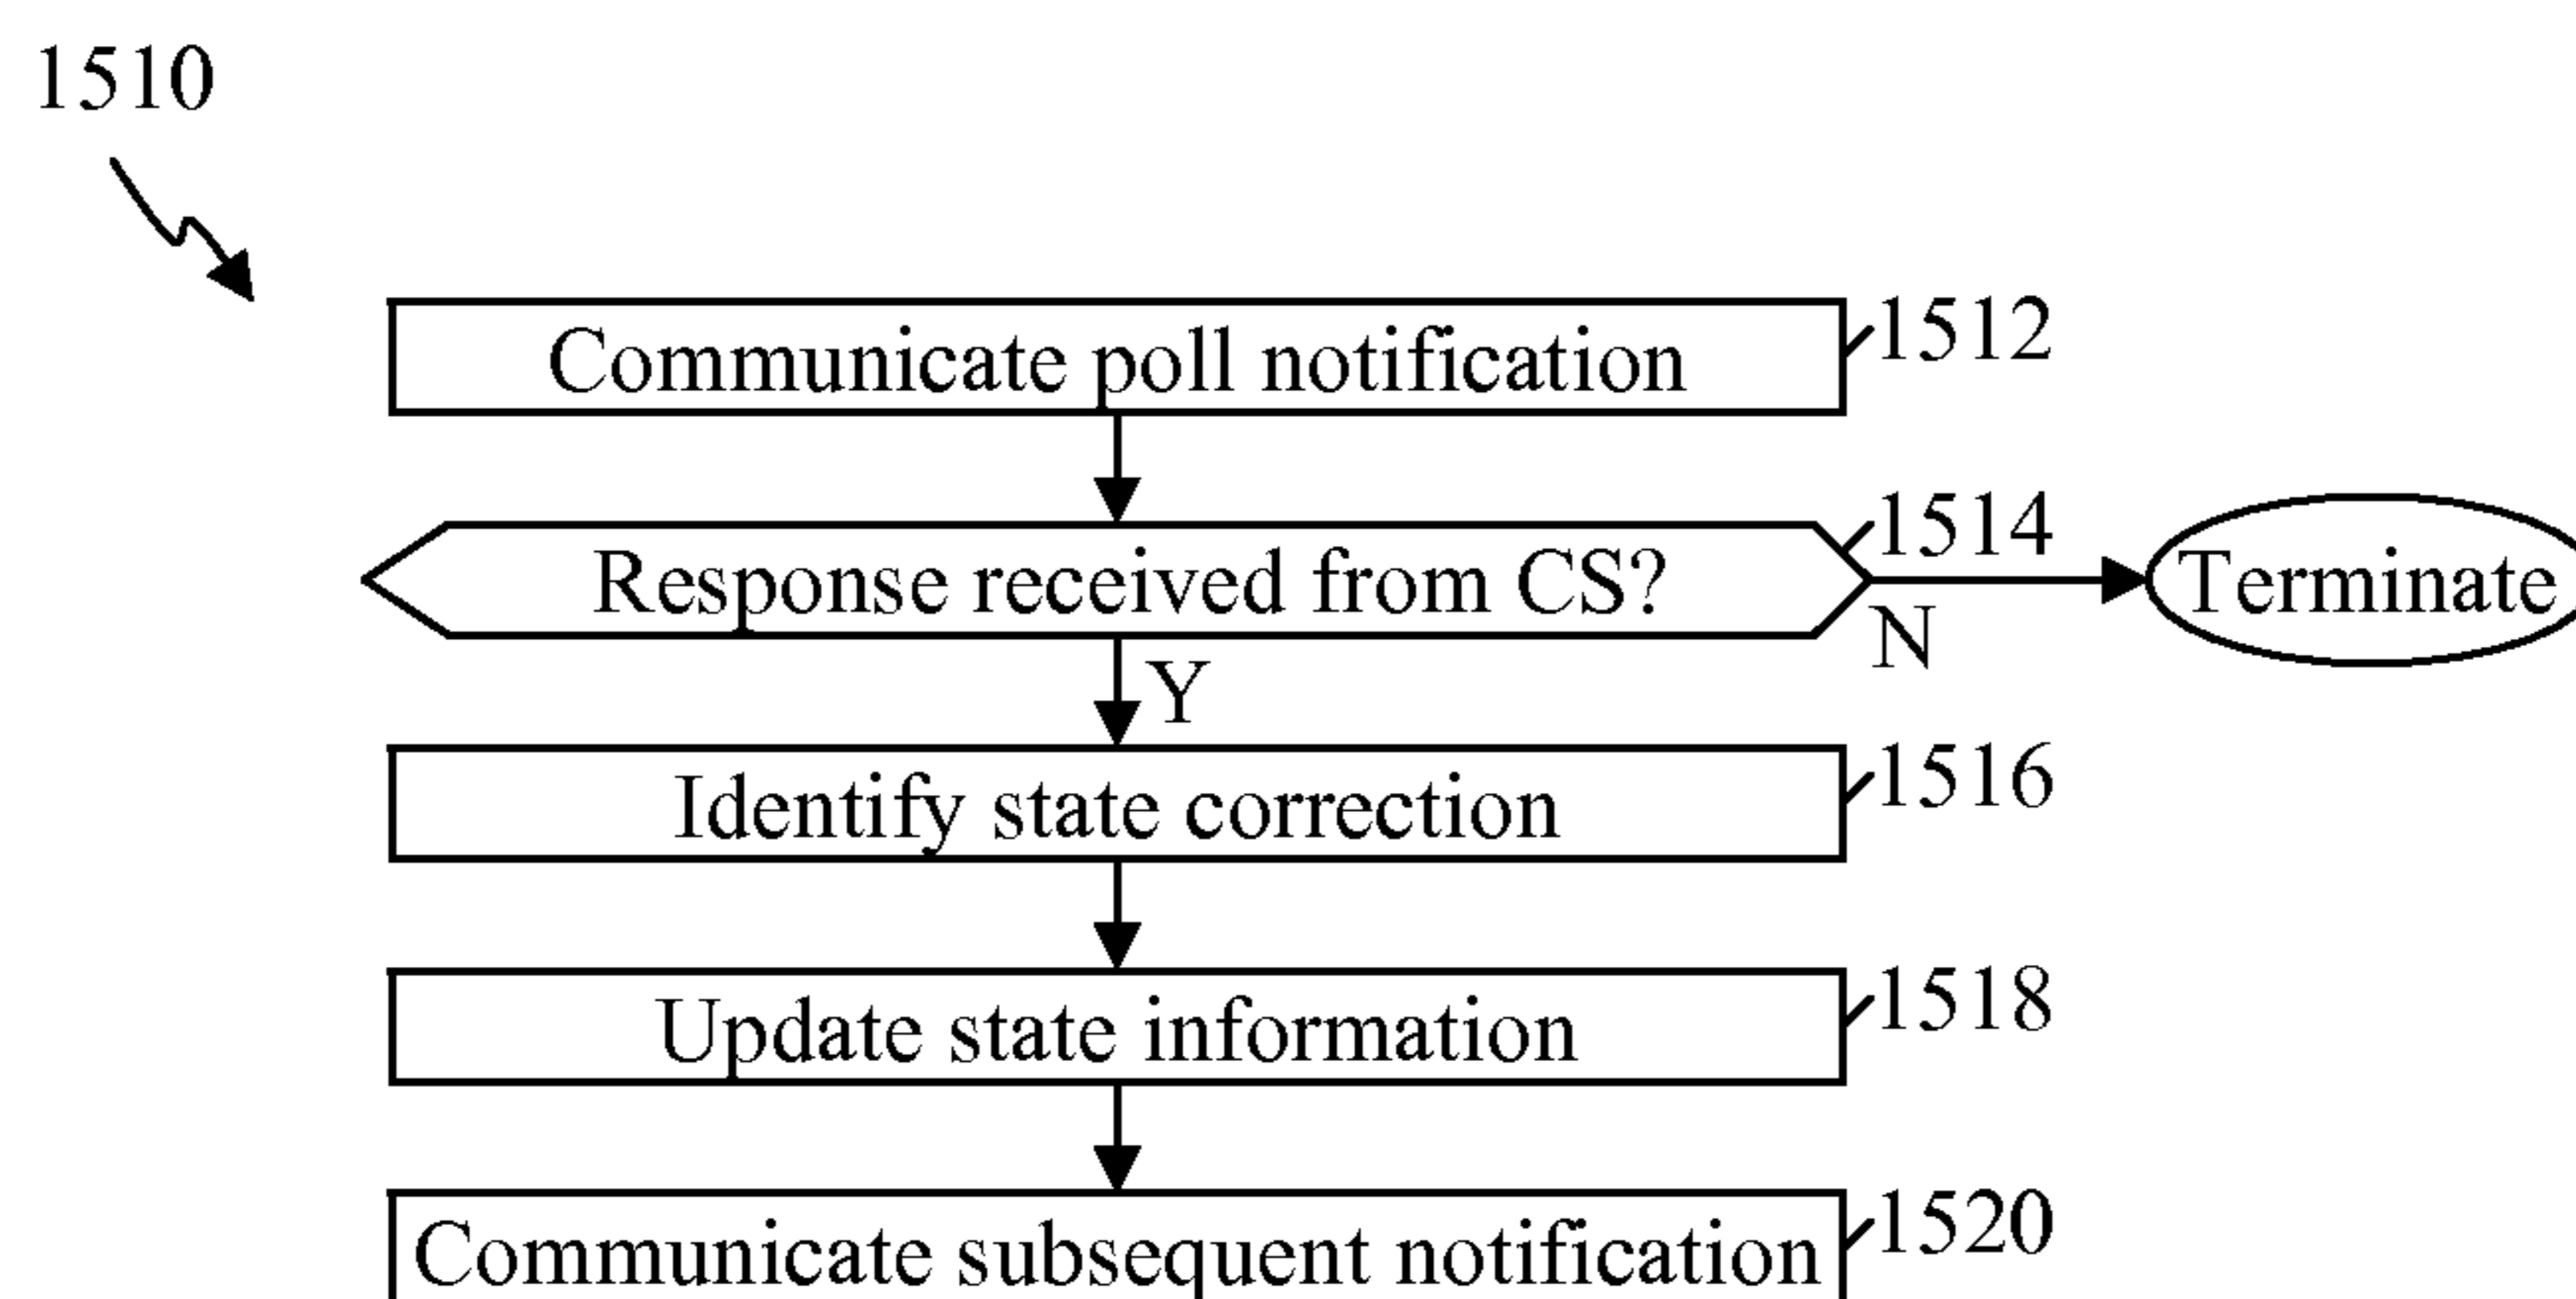 1510
Communicate poll notification
1512
Response received from CS?
1514
N
Terminate
Y
Identify state correction
1516
Update state information
1518
Communicate subsequent notification
1520